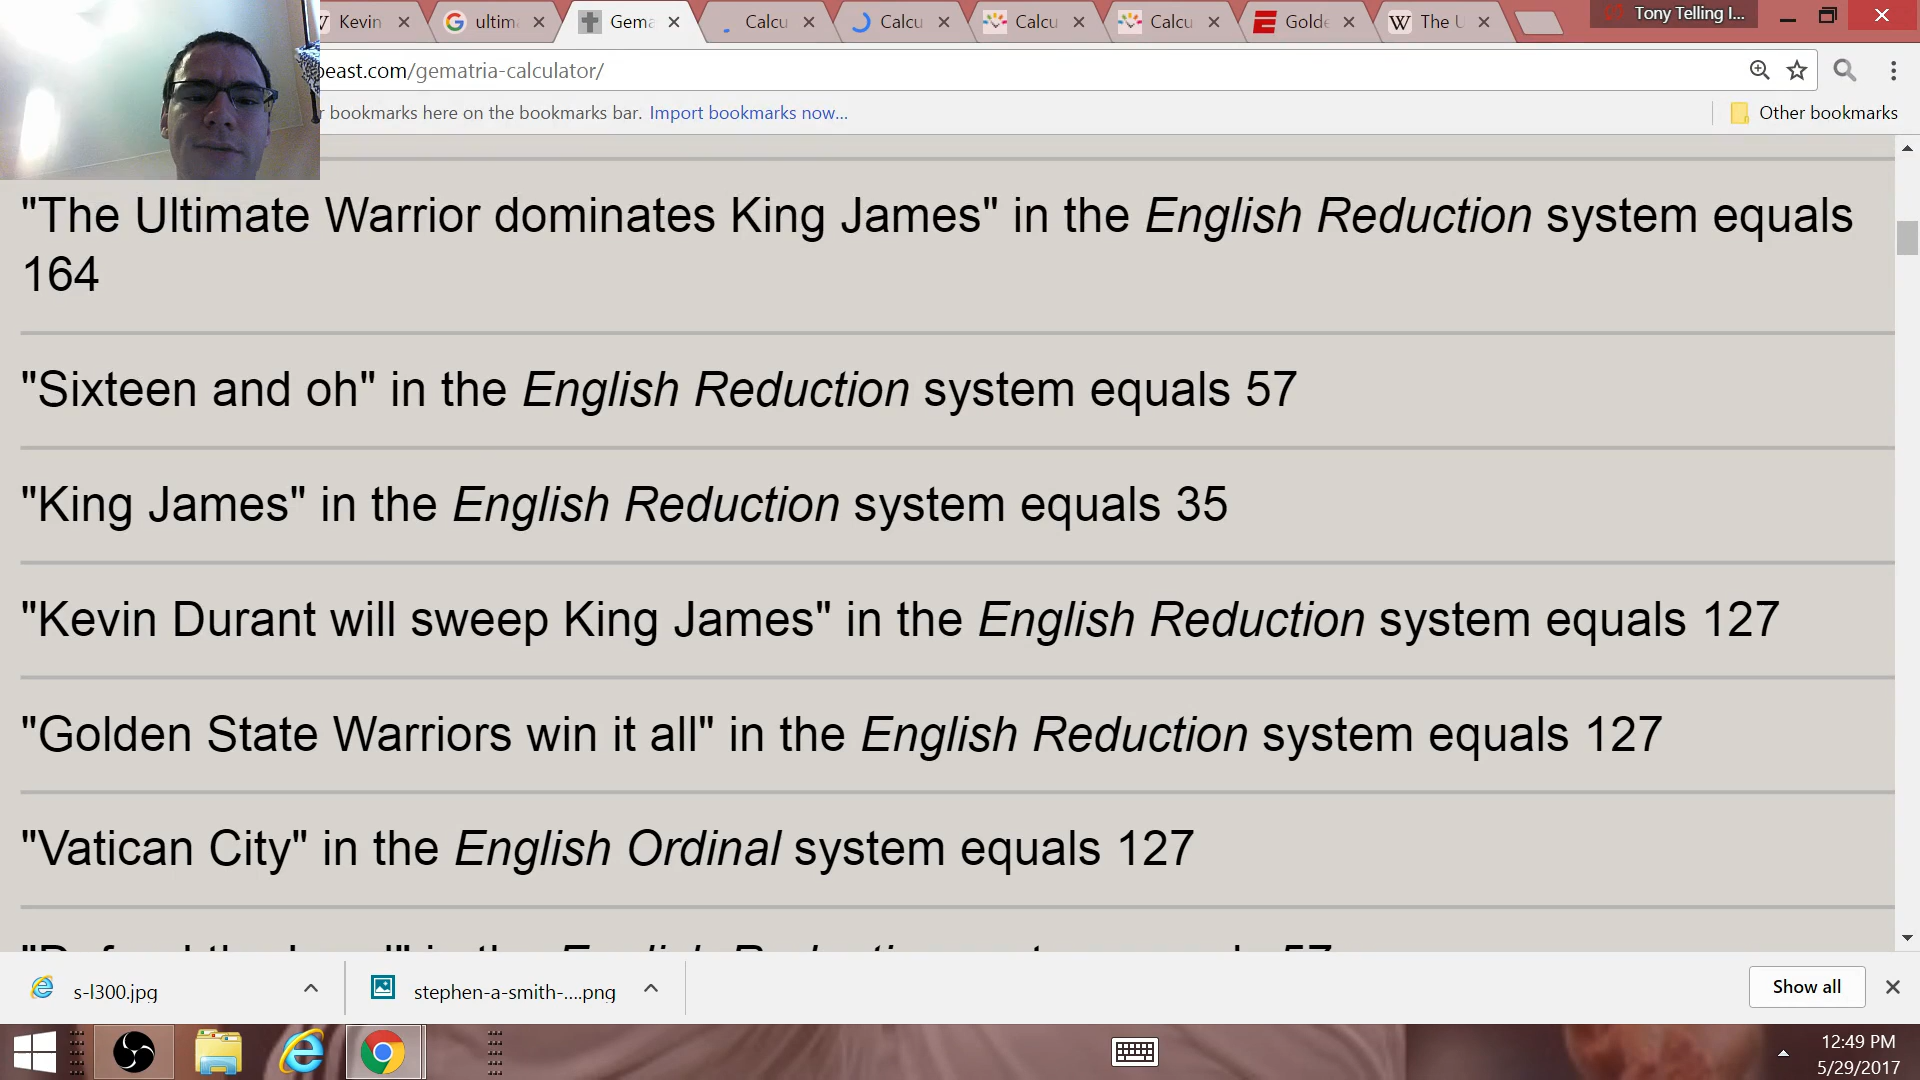 Kevin
ultim
Gema
Calcu
Calcu
Calcu
Calcu
Golde
The U
Tony Telling I...
beast.com/gematria-calculator/
r bookmarks here on the bookmarks bar. Import bookmarks now...
Other bookmarks
"The Ultimate Warrior dominates King James" in the English Reduction system equals
164
"Sixteen and oh" in the English Reduction system equals 57
"King James" in the English Reduction system equals 35
"Kevin Durant will sweep King James" in the English Reduction system equals 127
"Golden State Warriors win it all" in the English Reduction system equals 127
"Vatican City" in the English Ordinal system equals 127
s-l300.jpg
stephen-a-smith-....png
Show all
12:49 PM
5/29/2017